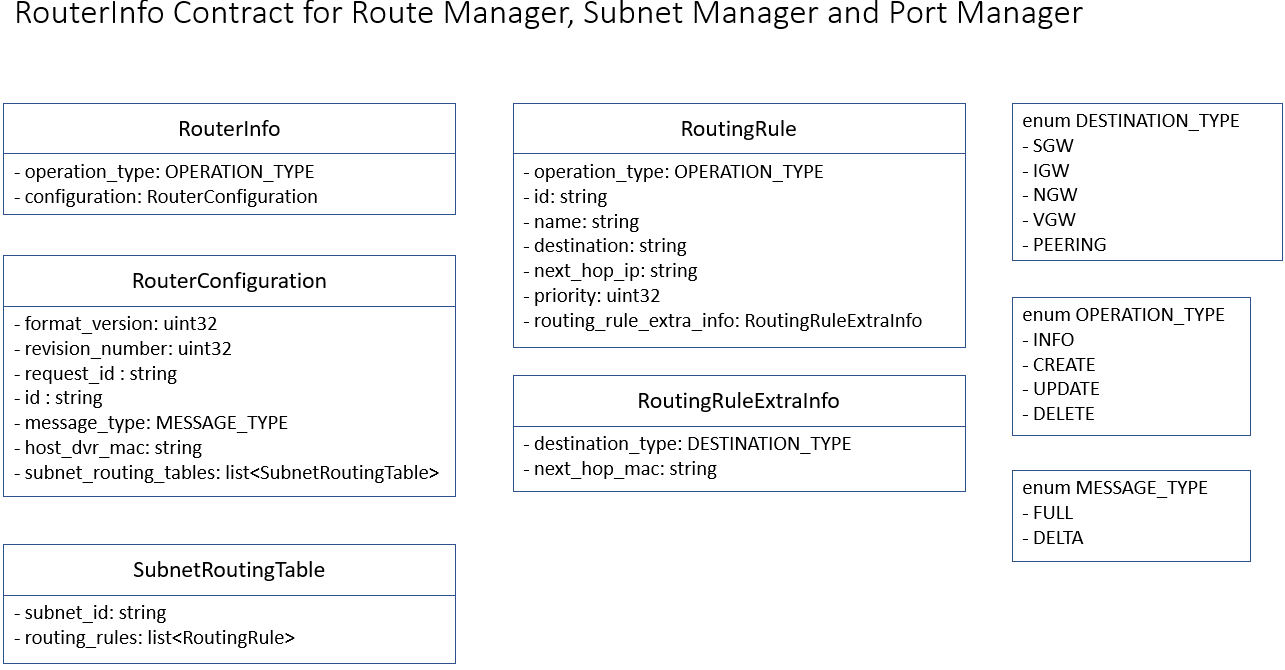 RouterInfo Contract for Route Manager, Subnet Manager and Port Manager
RouterInfo
- operation_type: OPERATION_TYPE
- configuration: RouterConfiguration
RouterConfiguration
- format_version: uint32
- revision_number: uint32
- request_id : string
- id : string
- message_type: MESSAGE_TYPE
- host_dvr_mac: string
- subnet_routing_tables: list<SubnetRoutingTable>
SubnetRoutingTable
- subnet_id: string
- routing_rules: list<RoutingRule>
RoutingRule
- operation_type: OPERATION_TYPE
- id: string
- name: string
- destination: string
- next_hop_ip: string
- priority: uint32
- routing_rule_extra_info: RoutingRuleExtraInfo
RoutingRuleExtraInfo
- destination_type: DESTINATION_TYPE
- next_hop_mac: string
enum DESTINATION_TYPE
- SGW
- IGW
- NGW
- VGW
- PEERING
enum OPERATION_TYPE
- INFO
- CREATE
- UPDATE
- DELETE
enum MESSAGE_TYPE
- FULL
- DELTA